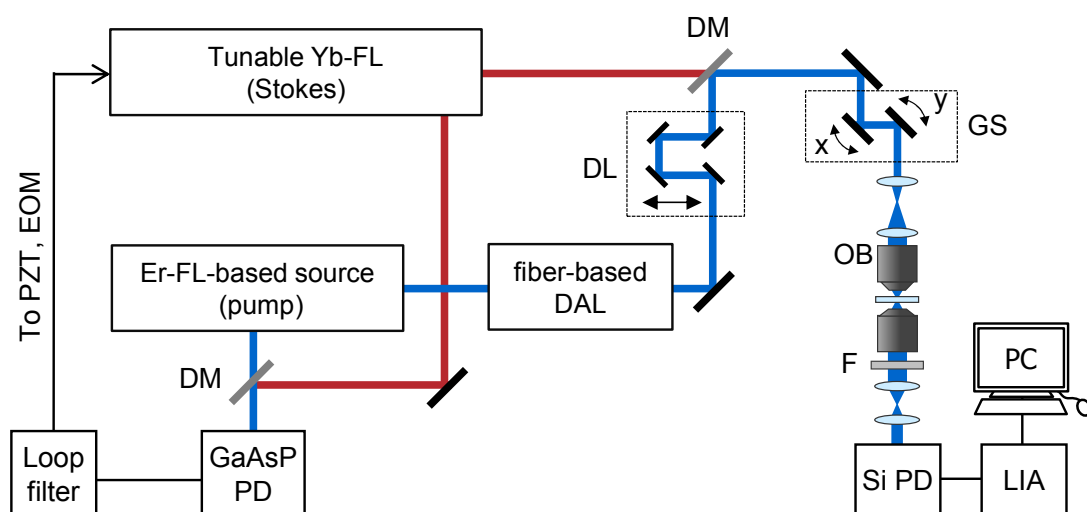 DM
Tunable Yb-FL
(Stokes)
y
x
GS
DL
To PZT, EOM
Er-FL-based source
(pump)
fiber-based
DAL
OB
DM
F
PC
Loop
filter
GaAsP
PD
Si PD
LIA